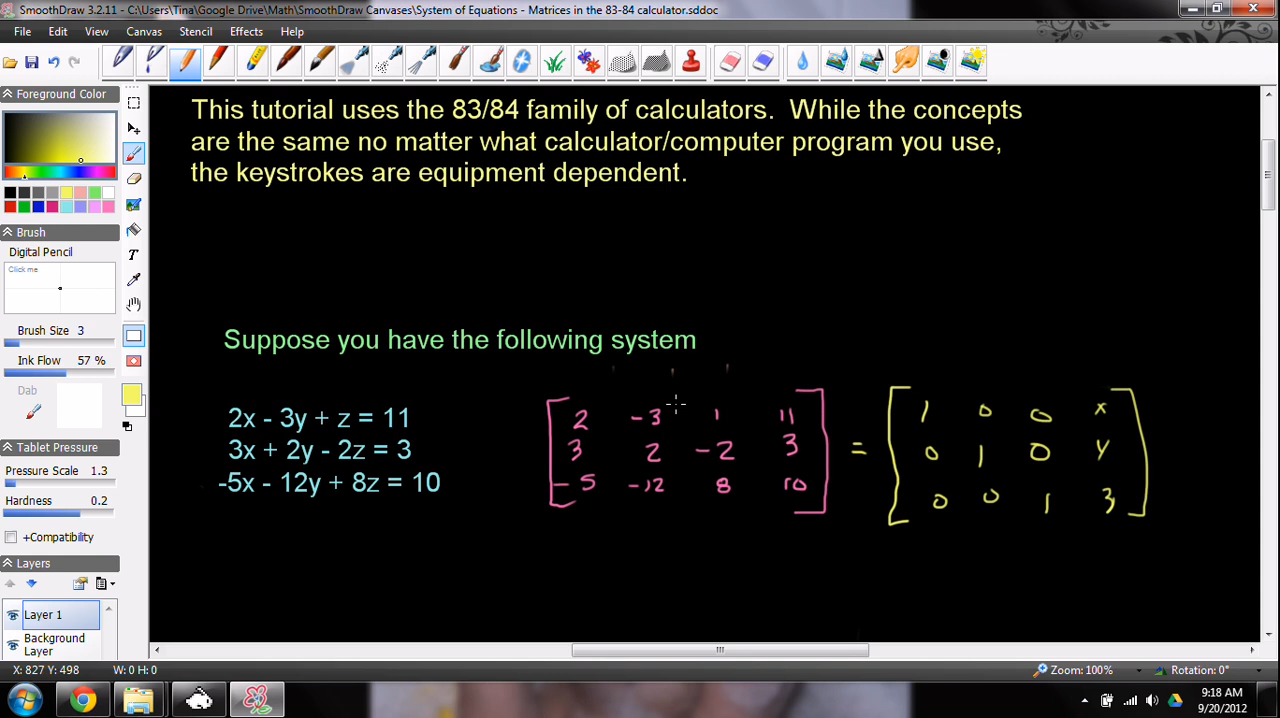 SmoothDraw 3.2.11 - C:\Users\Tina\Google Drive\Math\SmoothDraw Canvases\System of Equations - Matrices in the 83-84 calculator.sddoc
File Edit View Canvas Stencil Effects Help
Foreground Color
Brush
Digital Pencil
Click me
Brush Size 3
Ink Flow 57 %
Dab
Tablet Pressure
Pressure Scale 1.3
Hardness 0.2
+Compatibility
Layers
Layer 1
Background Layer
This tutorial uses the 83/84 family of calculators. While the concepts
are the same no matter what calculator/computer program you use,
the keystrokes are equipment dependent.
Suppose you have the following system
2x - 3y + z = 11
3x + 2y - 2z = 3
-5x - 12y + 8z = 10
2 -3 1 11
3 2 -2 3
-5 -12 8 10
=
1 0 0 x
0 1 0 y
0 0 1 z
X: 827 Y: 498 W: 0 H: 0
Zoom: 100% Rotation: 0°
9:18 AM
9/20/2012